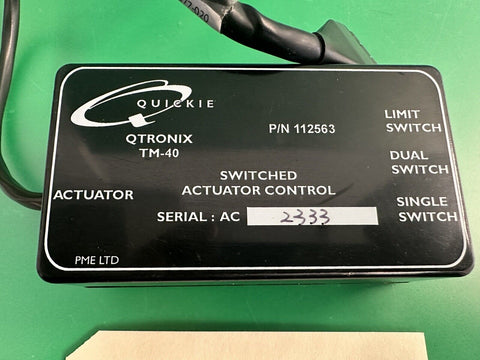 QUICKIE
QTRONIX
TM-40
P/N 112563
LIMIT
SWITCH
DUAL
SWITCH
SINGLE
SWITCH
ACTUATOR
SWITCHED
ACTUATOR CONTROL
SERIAL : AC 2333
PME LTD